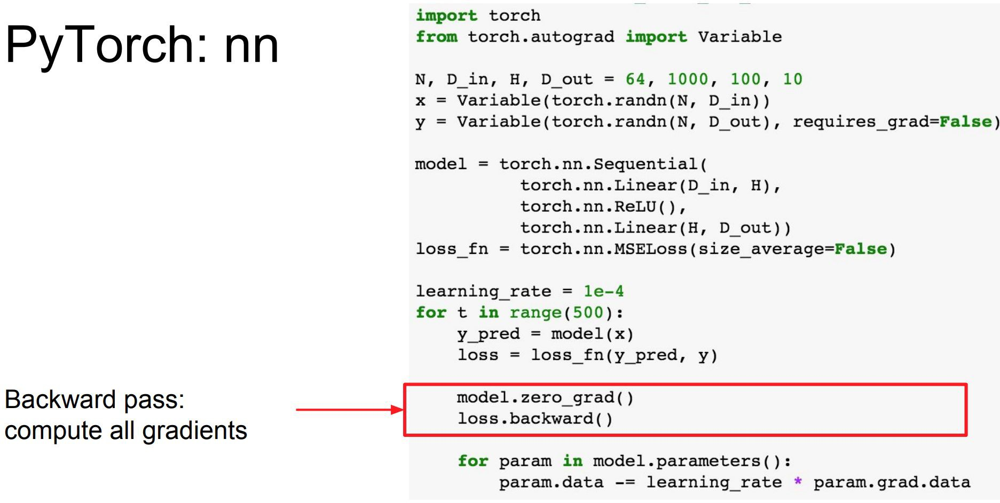 PyTorch: nn
import torch
from torch.autograd import Variable
N, D_in, H, D_out = 64, 1000, 100, 10
x = Variable(torch.randn(N, D_in))
y = Variable(torch.randn(N, D_out), requires_grad=False)
model = torch.nn.Sequential(
torch.nn.Linear(D_in, H),
torch.nn.ReLU(),
torch.nn.Linear(H, D_out))
loss_fn = torch.nn.MSELoss(size_average=False)
learning_rate = 1e-4
for t in range(500):
y_pred = model(x)
loss = loss_fn(y_pred, y)
Backward pass:
compute all gradients
model.zero_grad()
loss.backward()
for param in model.parameters():
param.data -= learning_rate * param.grad.data